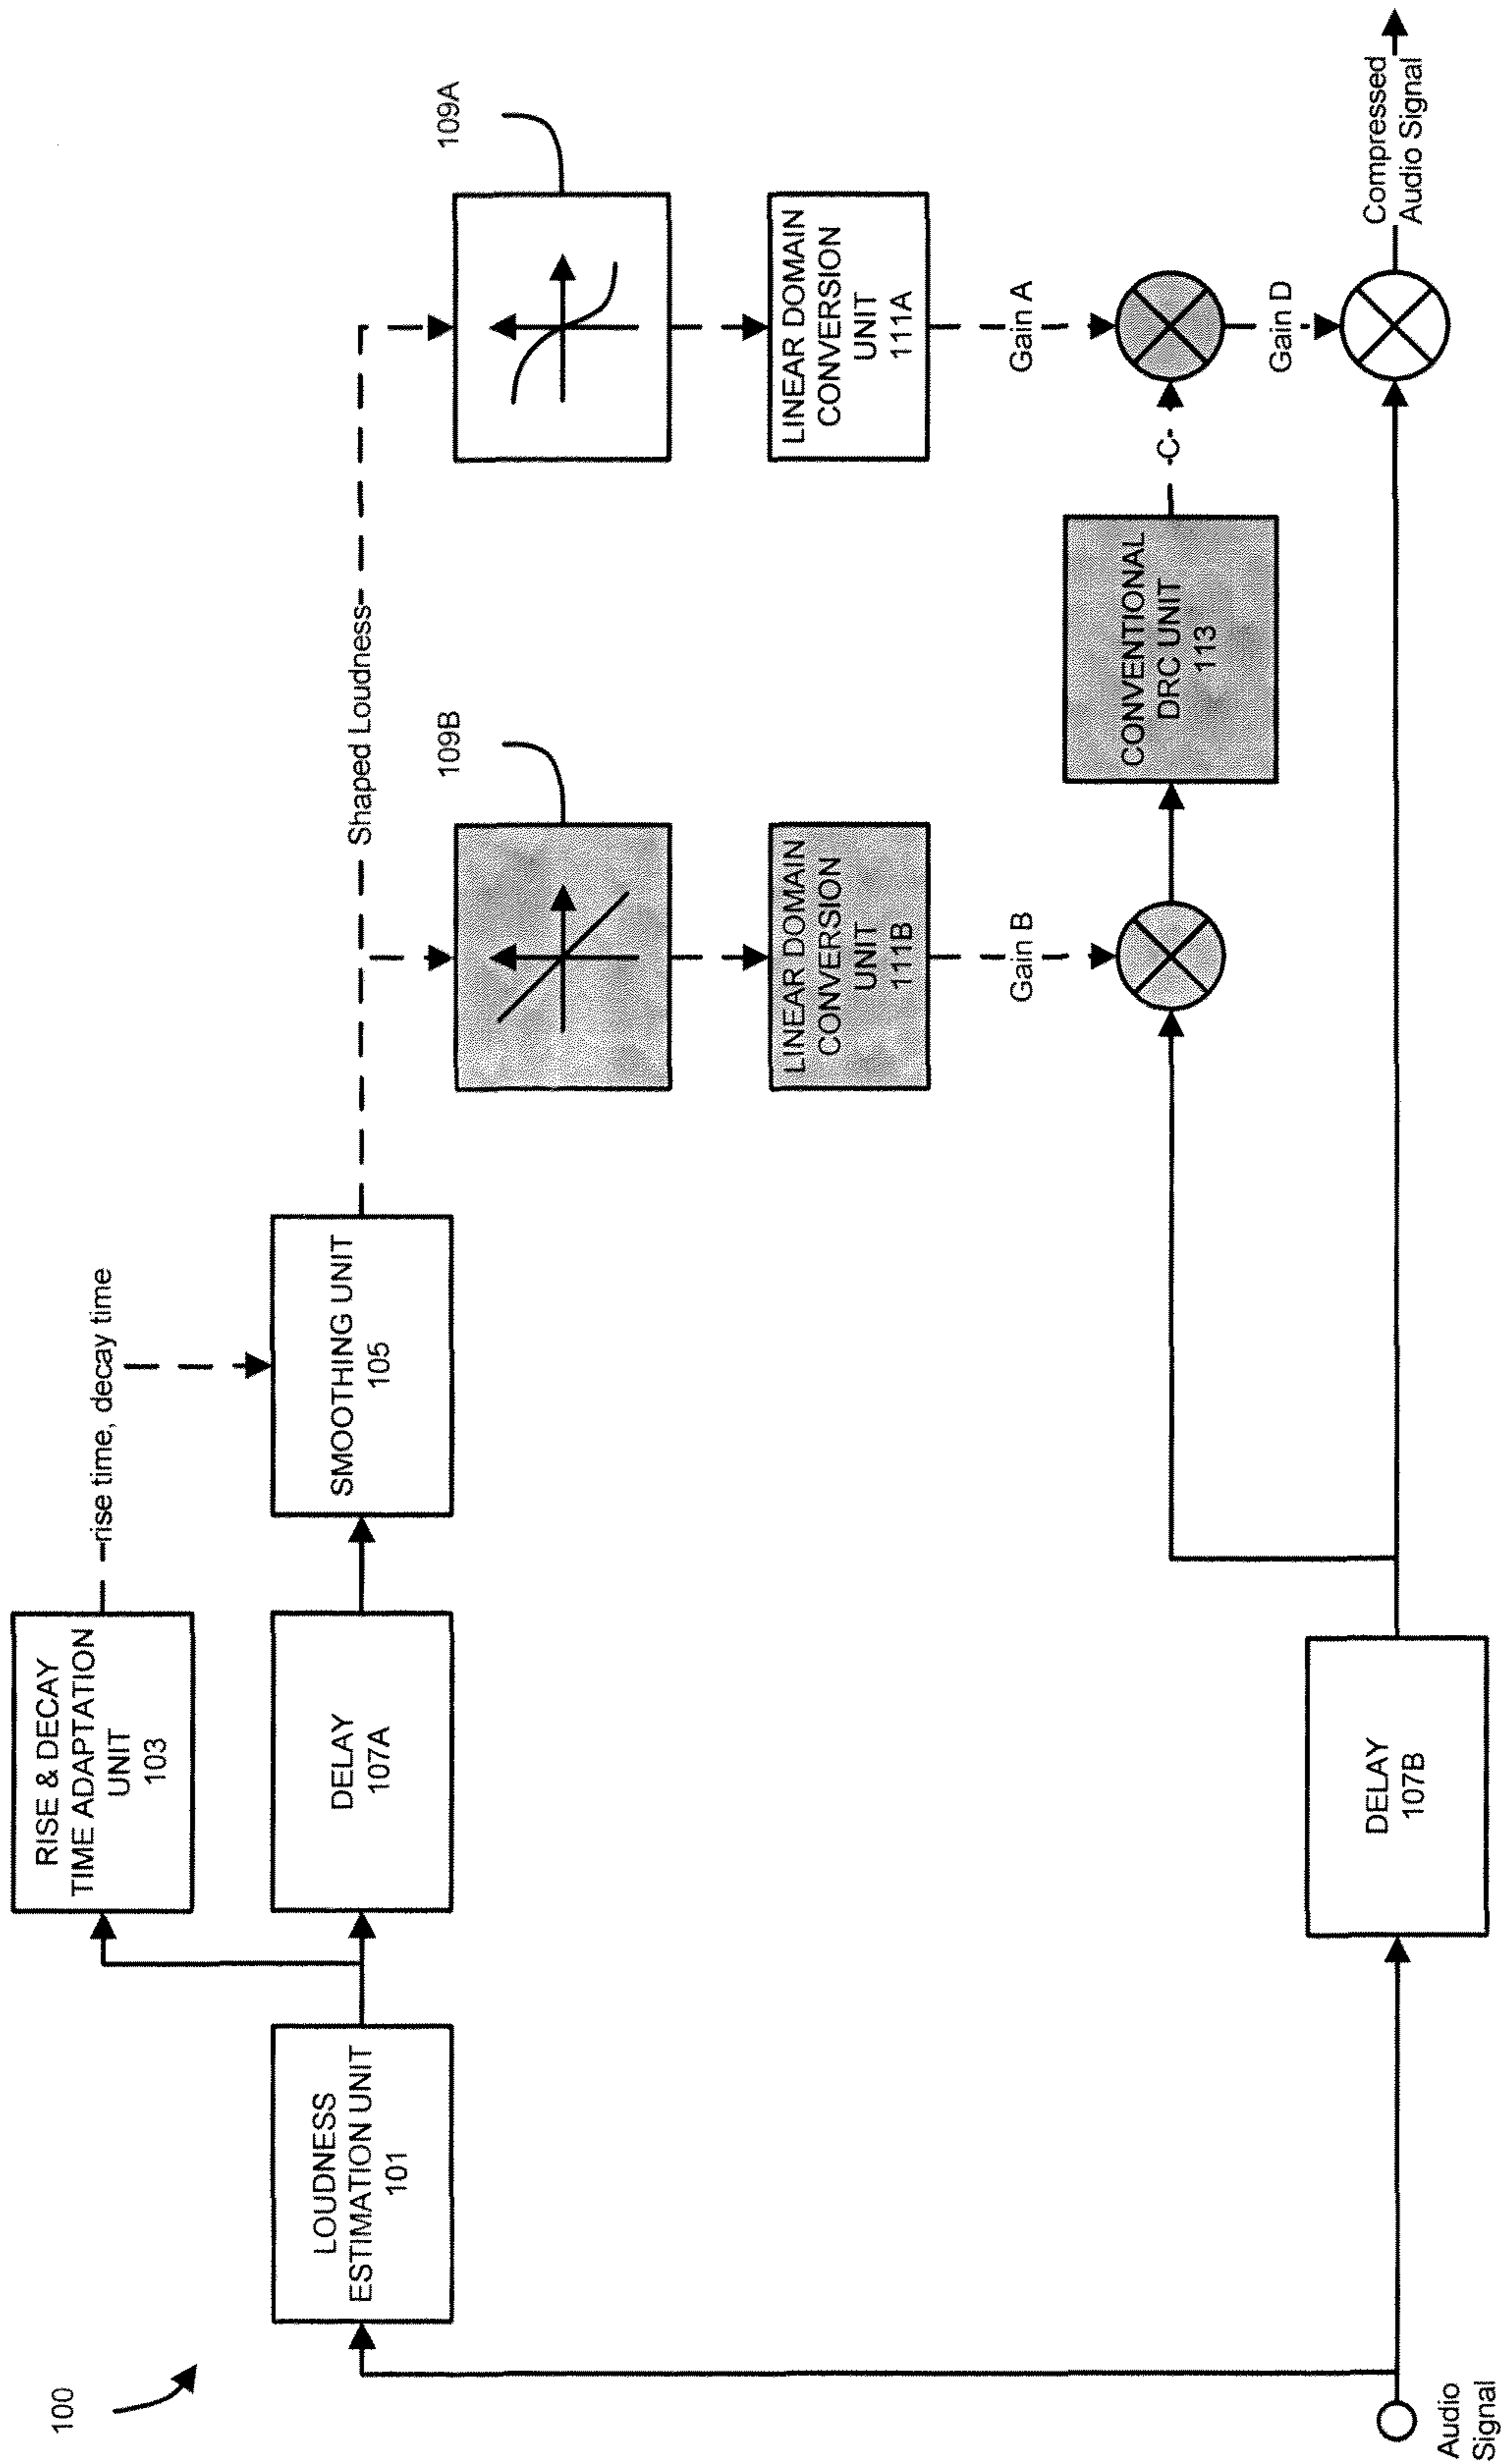 100
RISE & DECAY
TIME ADAPTATION
UNIT
103
rise time, decay time
LOUDNESS
ESTIMATION UNIT
101
DELAY
107A
SMOOTHING UNIT
105
Shaped Loudness
109B
109A
LINEAR DOMAIN
CONVERSION
UNIT
111B
LINEAR DOMAIN
CONVERSION
UNIT
111A
Gain B
Gain A
CONVENTIONAL
DRC UNIT
113
C
Gain D
Audio
Signal
DELAY
107B
Compressed
Audio Signal